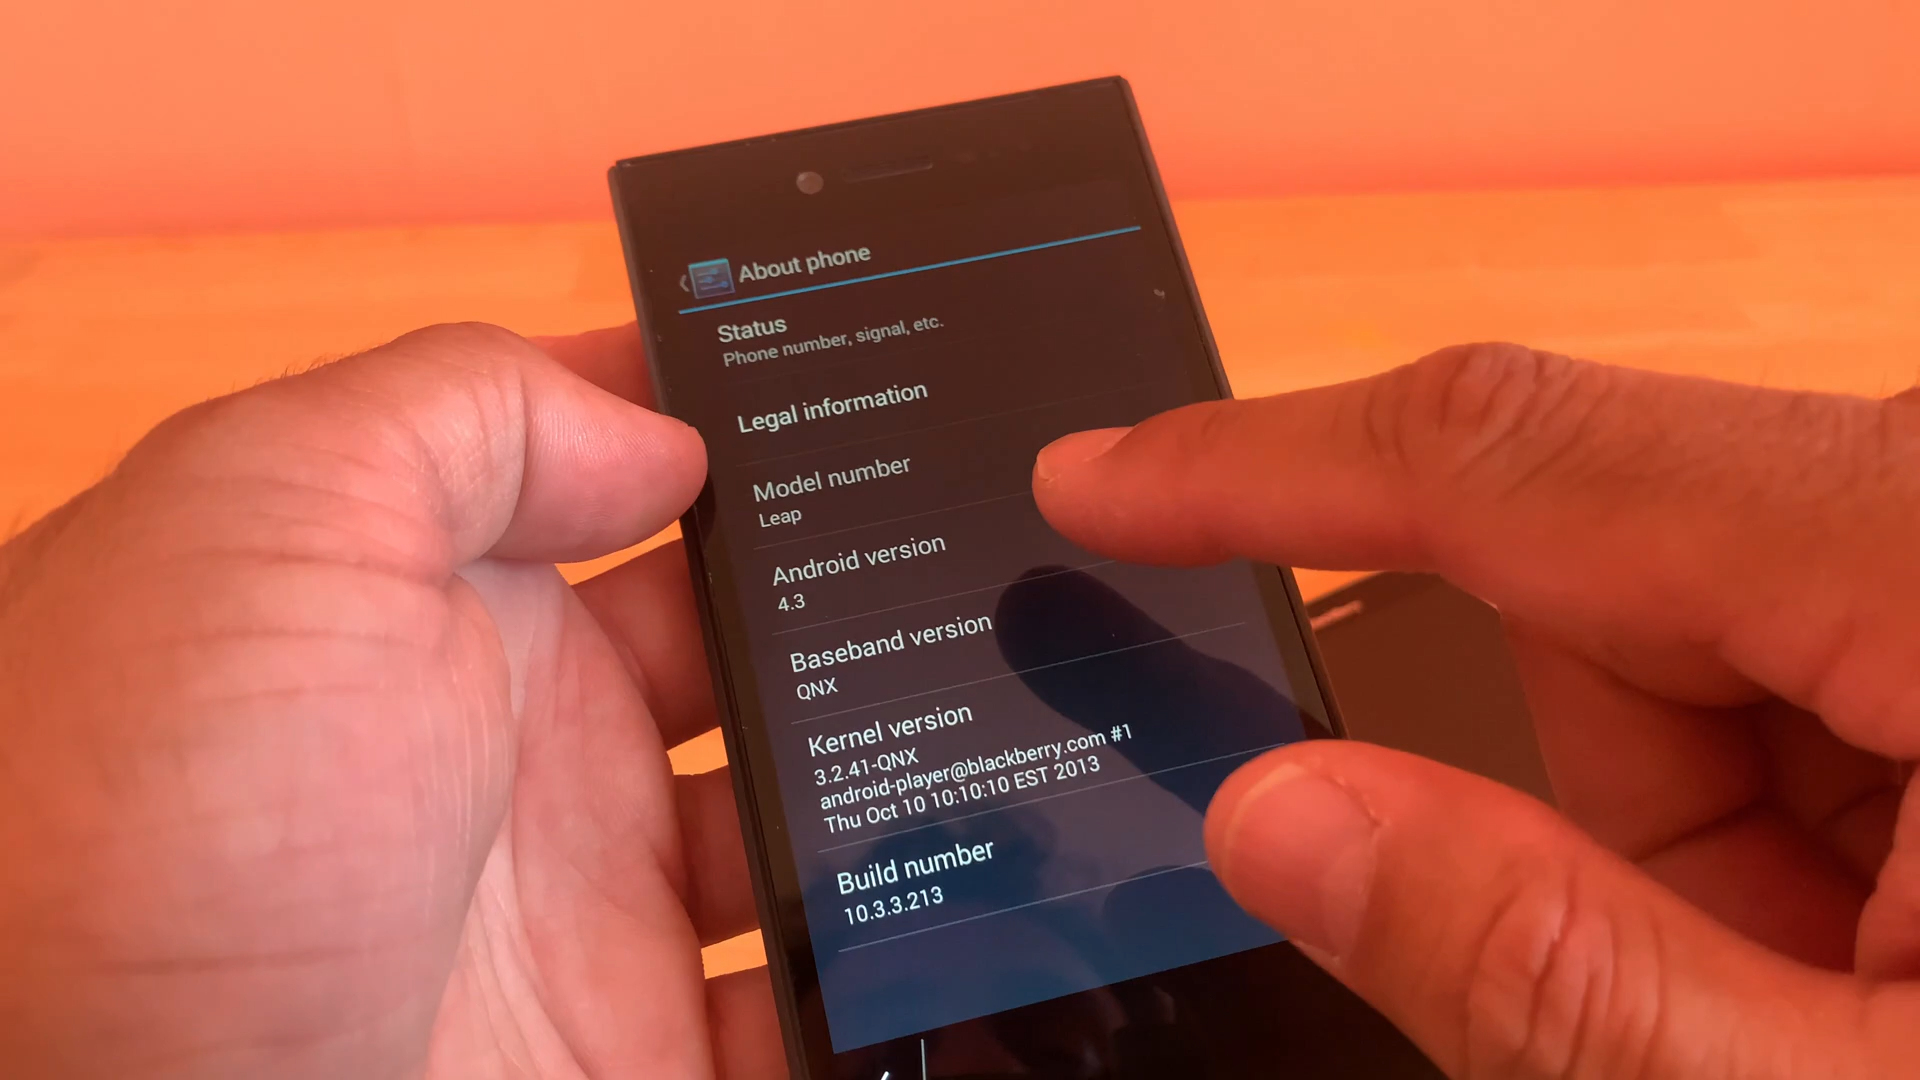 About phone
Status
Phone number, signal, etc.
Legal information
Model number
Leap
Android version
4.3
Baseband version
QNX
Kernel version
3.2.41-QNX
android-player@blackberry.com #1
Thu Oct 10 10:10:10 EST 2013
Build number
10.3.3.213